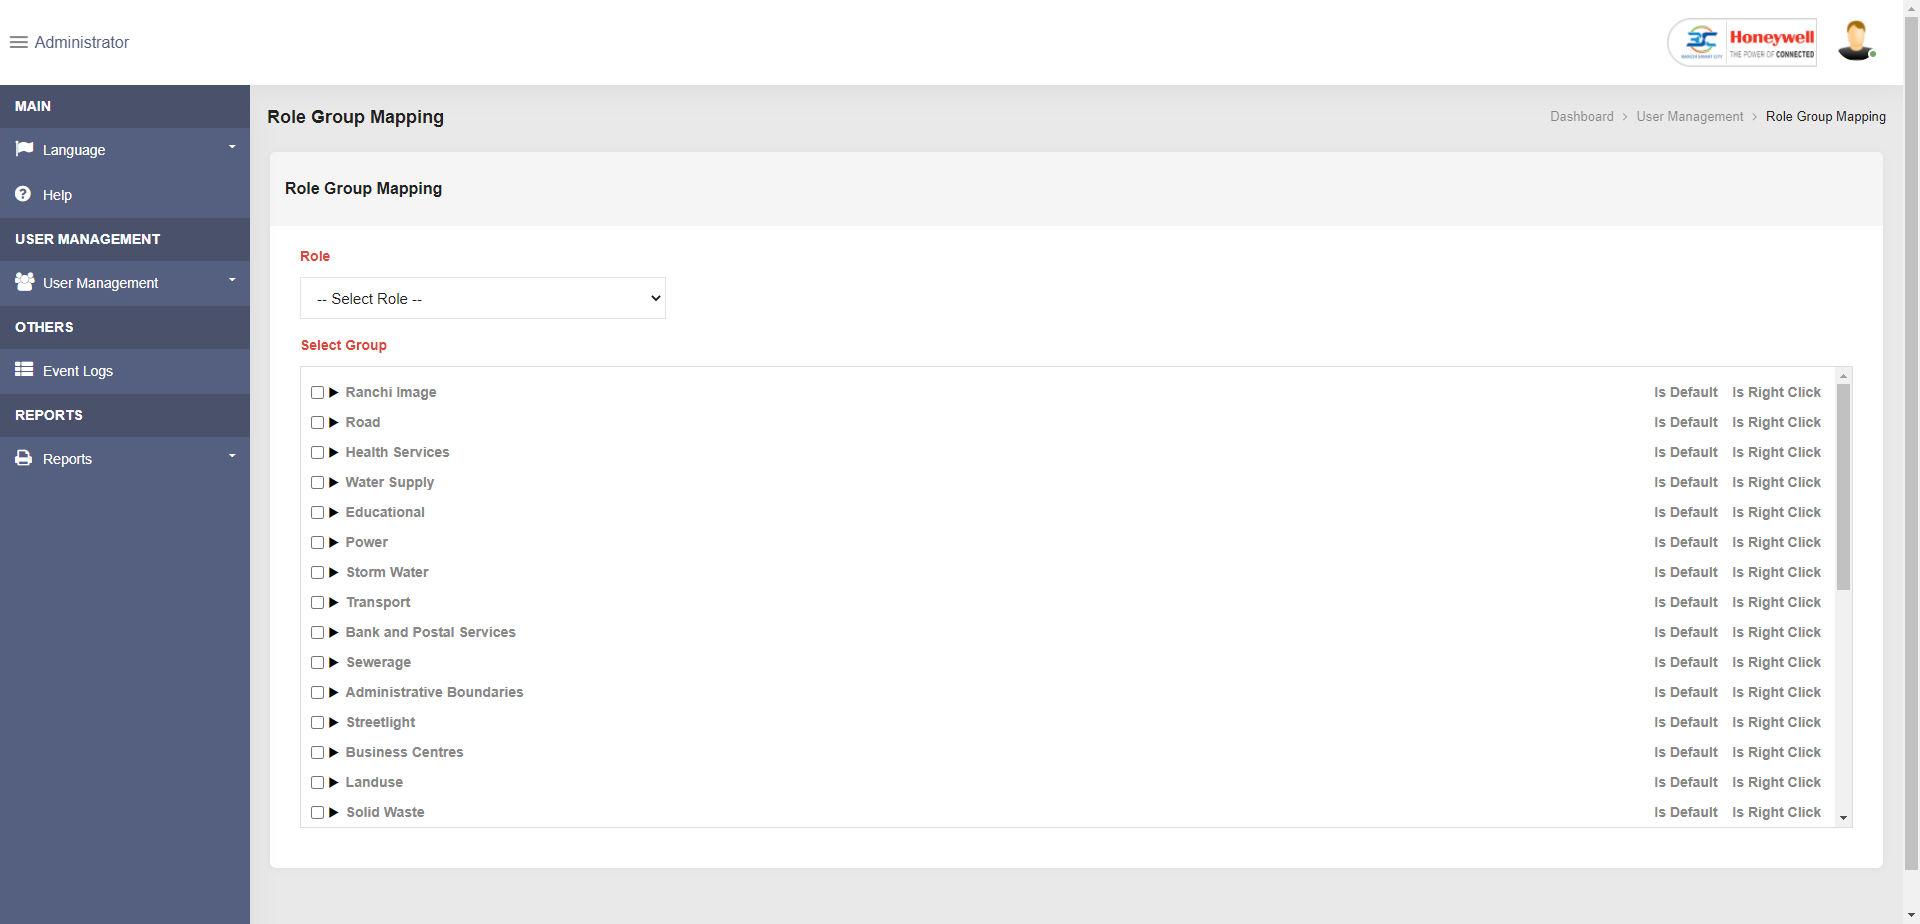 Administrator
Honeywell
THE POWER OF CONNECTED
MAIN
Language
Help
USER MANAGEMENT
User Management
OTHERS
Event Logs
REPORTS
Reports
Role Group Mapping
Dashboard > User Management > Role Group Mapping
Role Group Mapping
Role
-- Select Role --
Select Group
Ranchi Image Is Default Is Right Click
Road Is Default Is Right Click
Health Services Is Default Is Right Click
Water Supply Is Default Is Right Click
Educational Is Default Is Right Click
Power Is Default Is Right Click
Storm Water Is Default Is Right Click
Transport Is Default Is Right Click
Bank and Postal Services Is Default Is Right Click
Sewerage Is Default Is Right Click
Administrative Boundaries Is Default Is Right Click
Streetlight Is Default Is Right Click
Business Centres Is Default Is Right Click
Landuse Is Default Is Right Click
Solid Waste Is Default Is Right Click